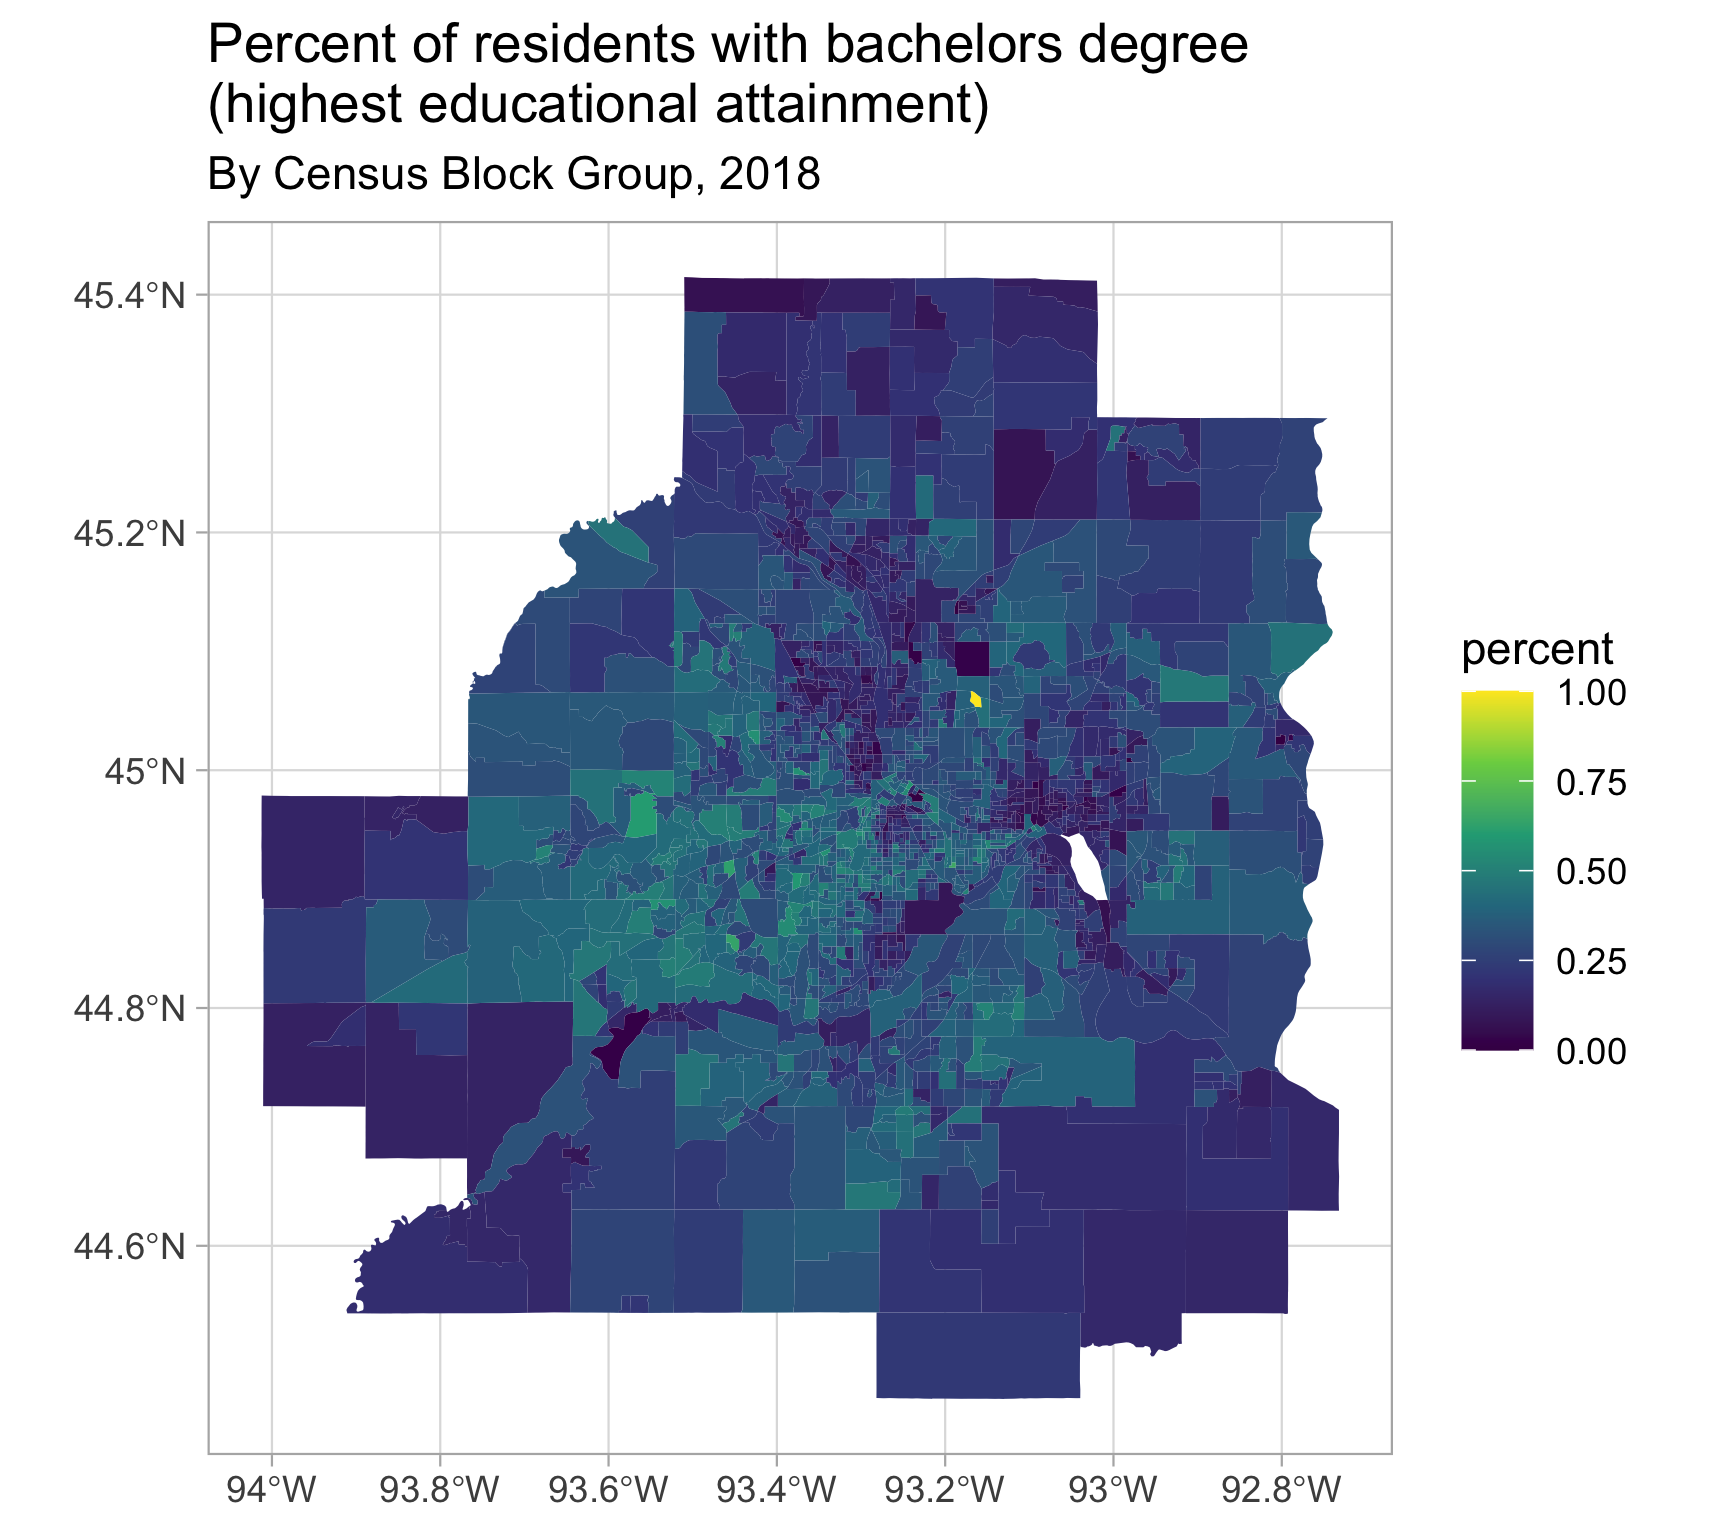 Percent of residents with bachelors degree
(highest educational attainment)
By Census Block Group, 2018
45.4°N
45.2°N
45°N
44.8°N
44.6°N
94°W 93.8°W 93.6°W 93.4°W 93.2°W 93°W 92.8°W
percent
1.00
0.75
0.50
0.25
0.00